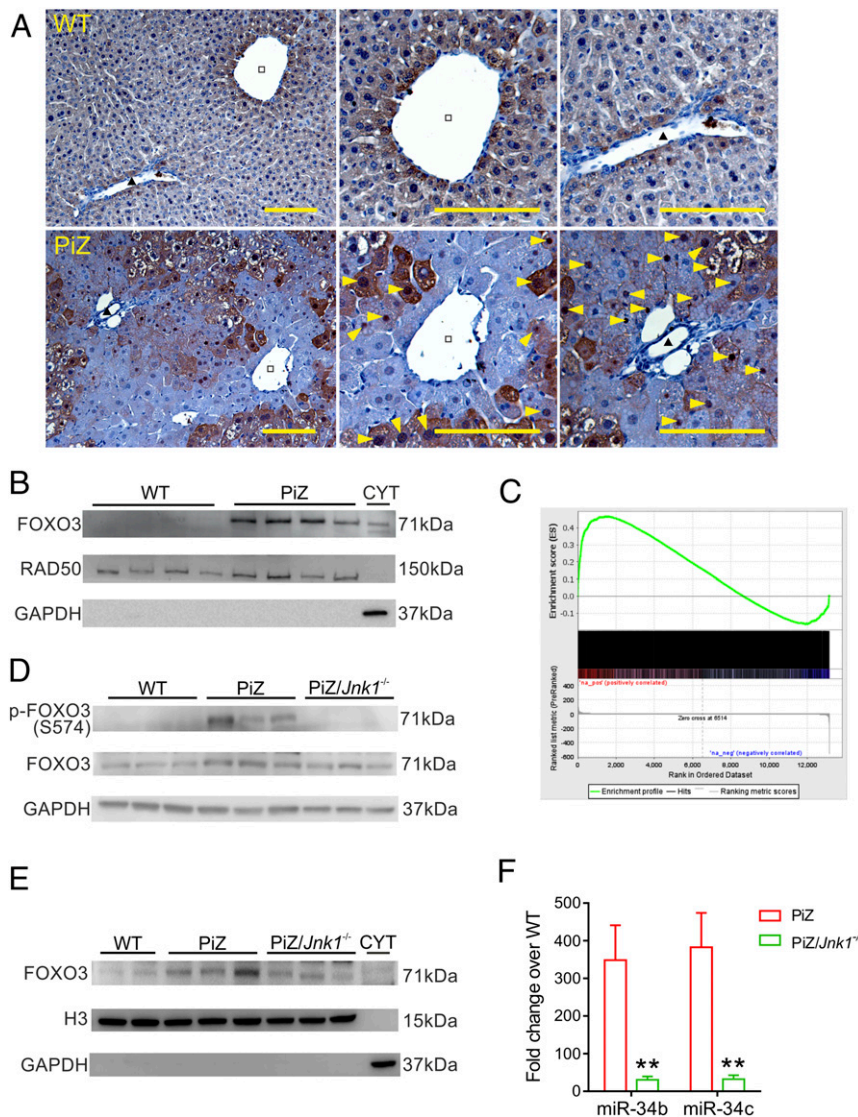 A
WT
PiZ
B
WT PiZ CYT
FOXO3 71kDa
RAD50 150kDa
GAPDH 37kDa
C
Enrichment score (ES)
0.4
0.3
0.2
0.1
0.0
-0.1
'na_pos' (positively correlated)
Ranked list metric (PreRanked)
400
200
0
-200
-400
-600
Zero cross at 6514
'na_neg' (negatively correlated)
0 2,000 4,000 6,000 8,000 10,000 12,000
Rank in Ordered Dataset
Enrichment profile Hits Ranking metric scores
D
WT PiZ PiZ/Jnk1-/-
p-FOXO3 71kDa
(S574)
FOXO3 71kDa
GAPDH 37kDa
E
WT PiZ PiZ/Jnk1-/- CYT
FOXO3 71kDa
H3 15kDa
GAPDH 37kDa
F
Fold change over WT
500
400
300
200
100
0
PiZ
PiZ/Jnk1-/-
** **
miR-34b miR-34c